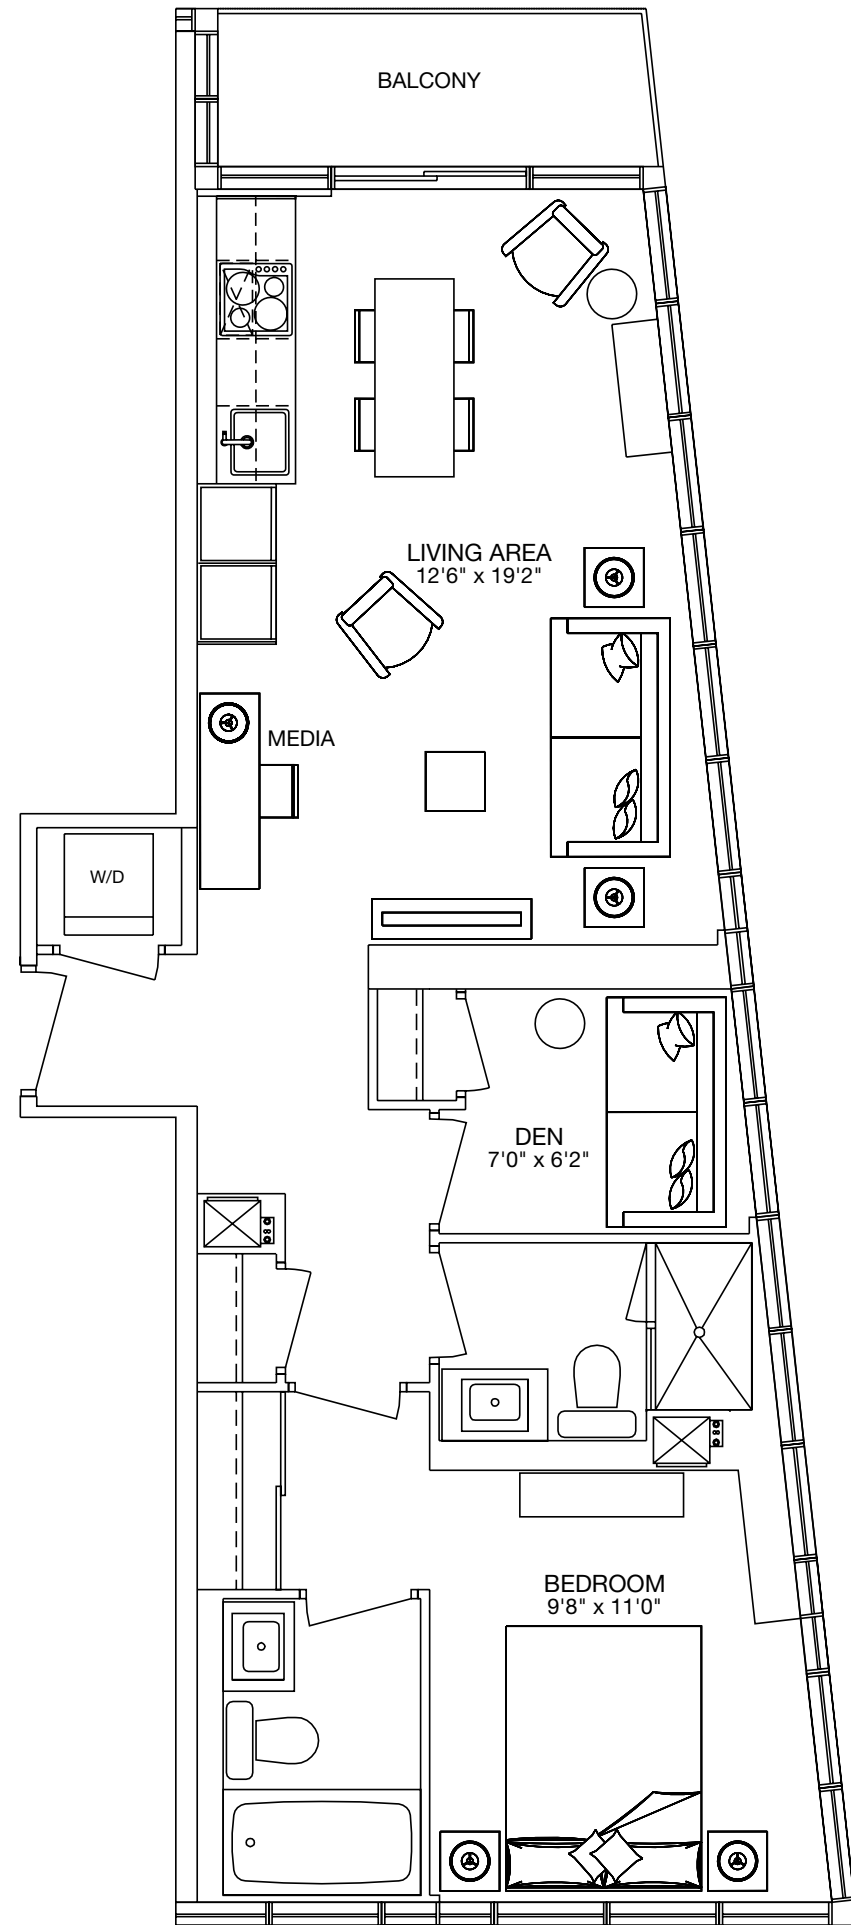 BALCONY
LIVING AREA
12'6" x 19'2"
MEDIA
W/D
DEN
7'0" x 6'2"
BEDROOM
9'8" x 11'0"